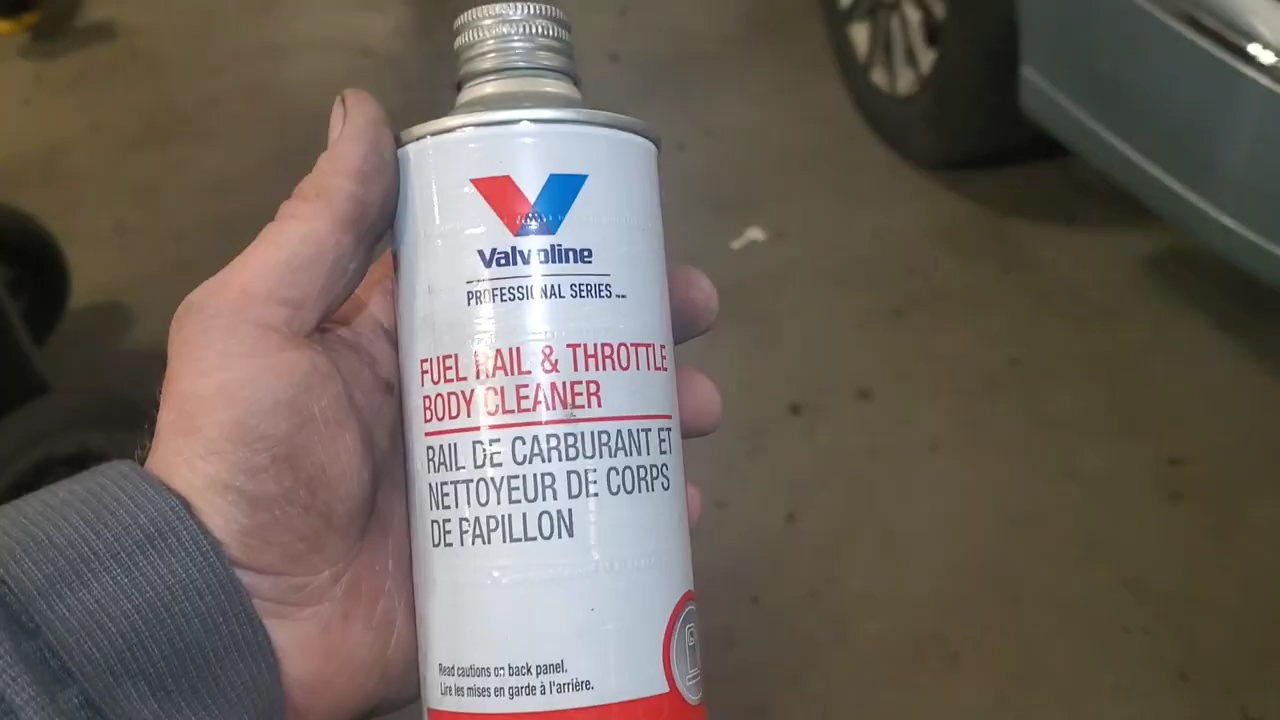 Valvoline
PROFESSIONAL SERIES
FUEL RAIL & THROTTLE
BODY CLEANER
RAIL DE CARBURANT ET
NETTOYEUR DE CORPS
DE PAPILLON
Read cautions on back panel.
Lire les mises en garde à l'arrière.